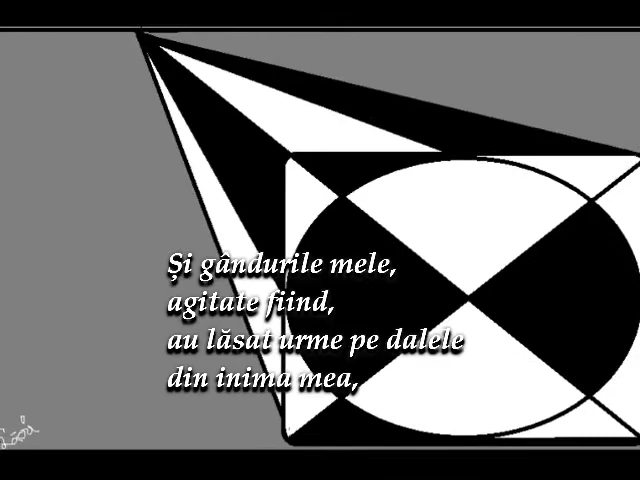 Și gândurile mele,
agitate fiind,
au lăsat urme pe dalele
din inima mea,